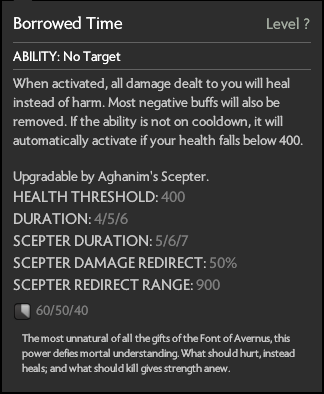 Borrowed Time Level ?
ABILITY: No Target
When activated, all damage dealt to you will heal
instead of harm. Most negative buffs will also be
removed. If the ability is not on cooldown, it will
automatically activate if your health falls below 400.
Upgradable by Aghanim's Scepter.
HEALTH THRESHOLD: 400
DURATION: 4/5/6
SCEPTER DURATION: 5/6/7
SCEPTER DAMAGE REDIRECT: 50%
SCEPTER REDIRECT RANGE: 900
60/50/40
The most unnatural of all the gifts of the Font of Avernus, this
power defies mortal understanding. What should hurt, instead
heals; and what should kill gives strength anew.